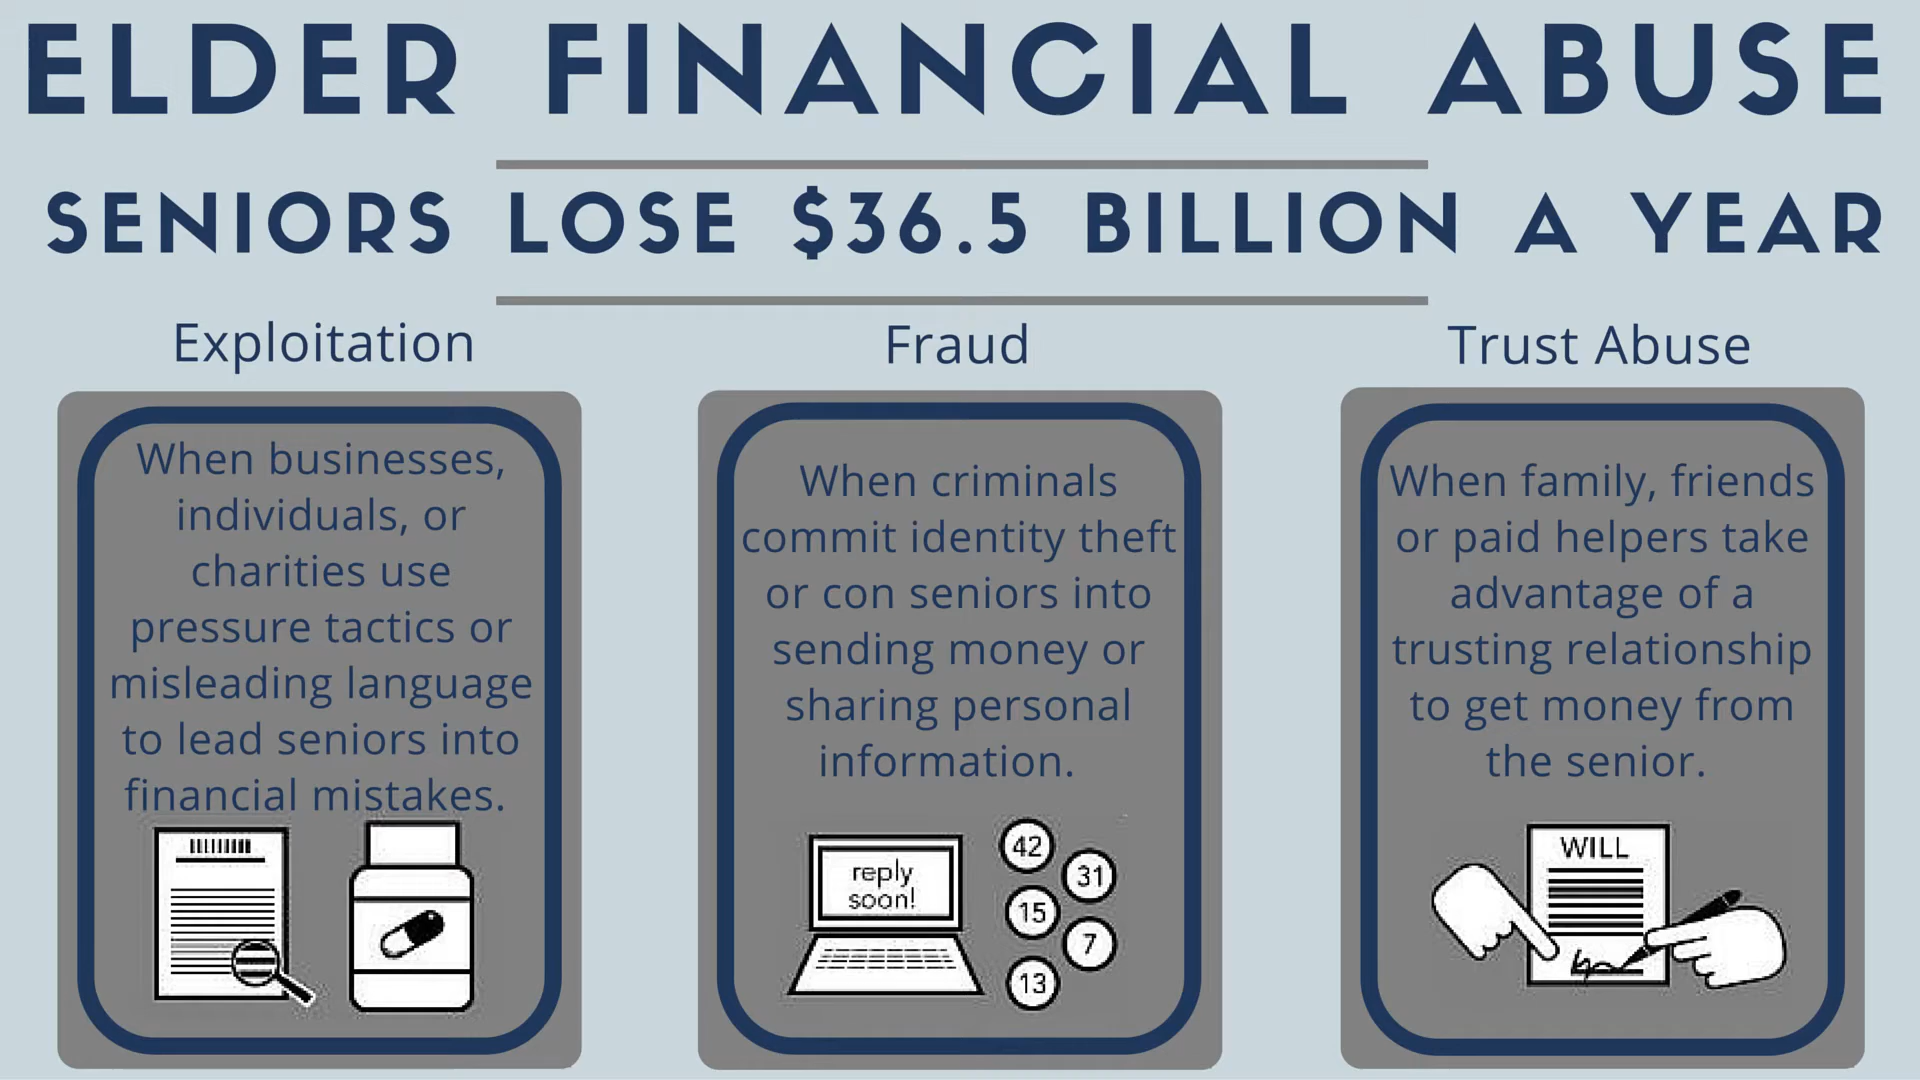 ELDER FINANCIAL ABUSE
SENIORS LOSE $36.5 BILLION A YEAR
Exploitation
When businesses,
individuals, or
charities use
pressure tactics or
misleading language
to lead seniors into
financial mistakes.
Fraud
When criminals
commit identity theft
or con seniors into
sending money or
sharing personal
information.
reply
soon!
42
31
15
7
13
Trust Abuse
When family, friends
or paid helpers take
advantage of a
trusting relationship
to get money from
the senior.
WILL